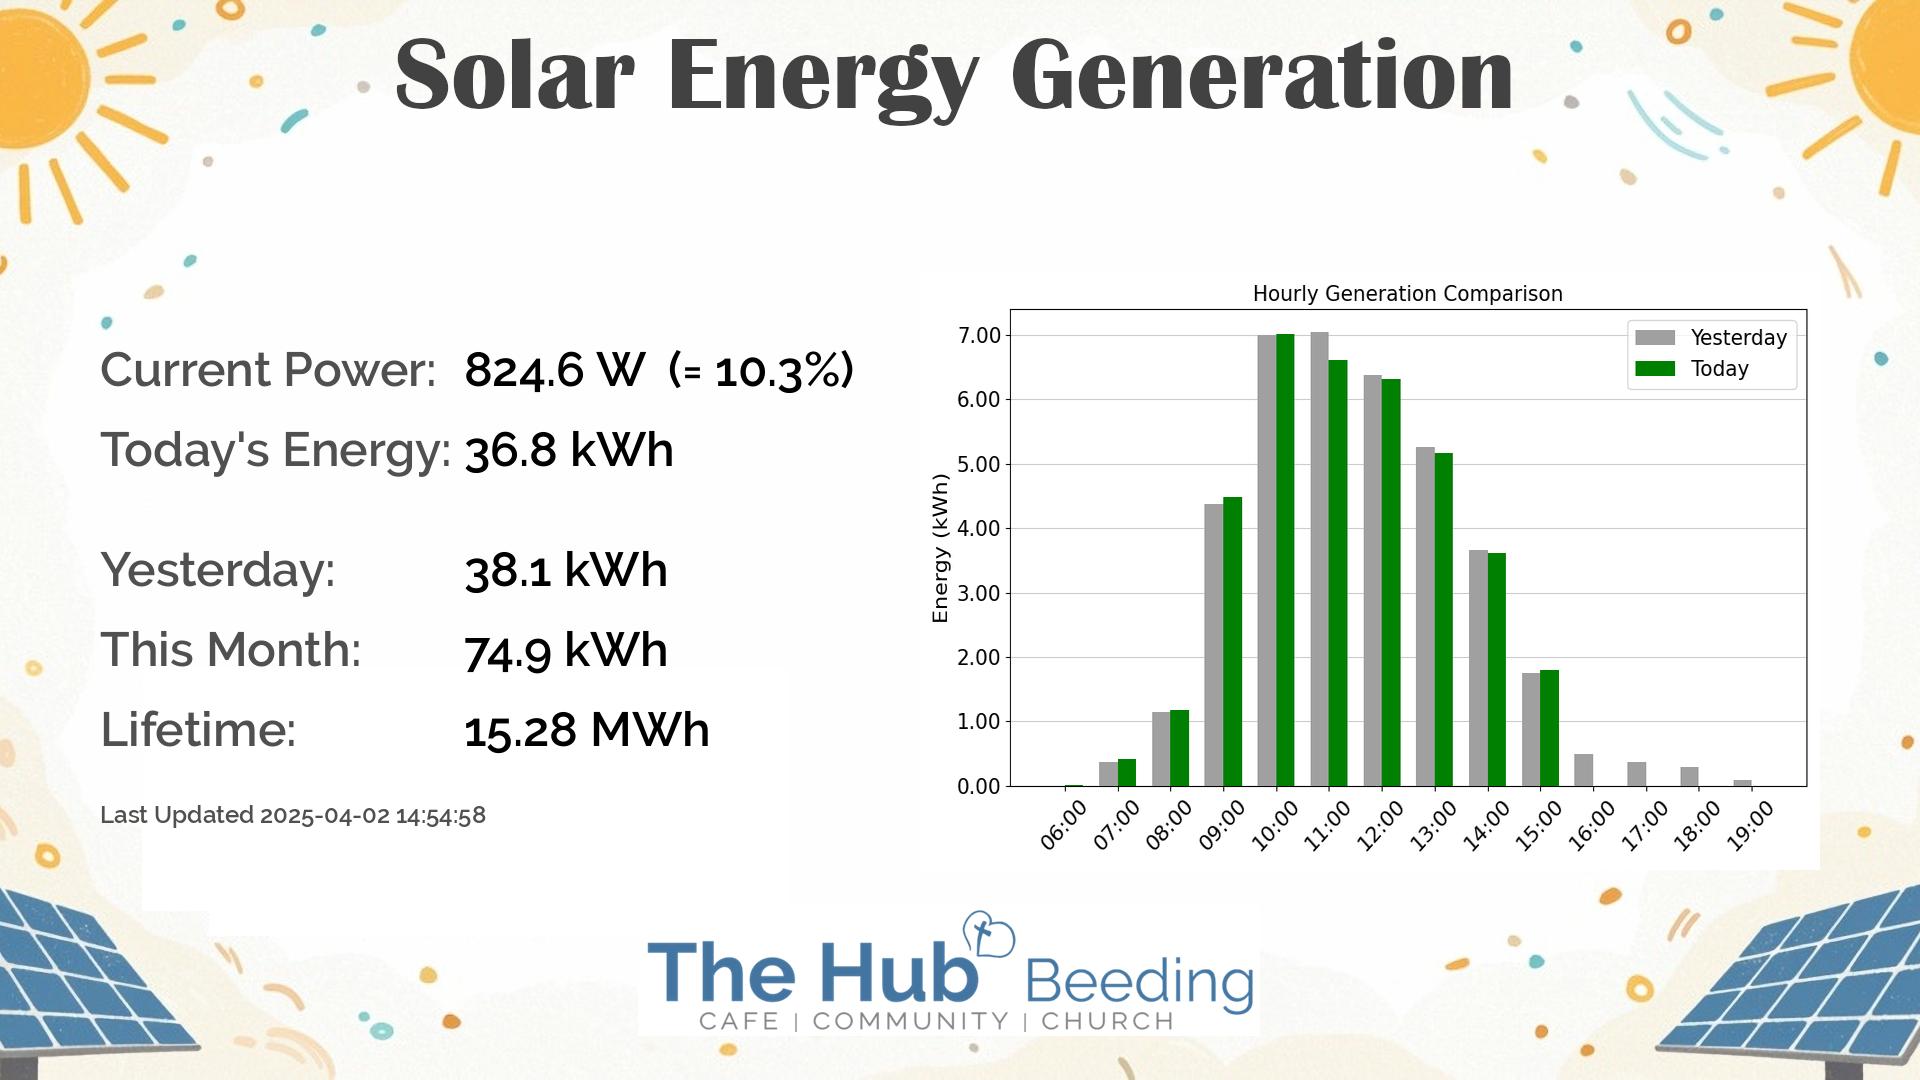 Solar Energy Generation
Current Power: 824.6 W (= 10.3%)
Today's Energy: 36.8 kWh
Yesterday: 38.1 kWh
This Month: 74.9 kWh
Lifetime: 15.28 MWh
Last Updated 2025-04-02 14:54:58
Hourly Generation Comparison
Yesterday
Today
Energy (kWh)
7.00
6.00
5.00
4.00
3.00
2.00
1.00
0.00
06:00 07:00 08:00 09:00 10:00 11:00 12:00 13:00 14:00 15:00 16:00 17:00 18:00 19:00
The Hub Beeding
CAFE | COMMUNITY | CHURCH